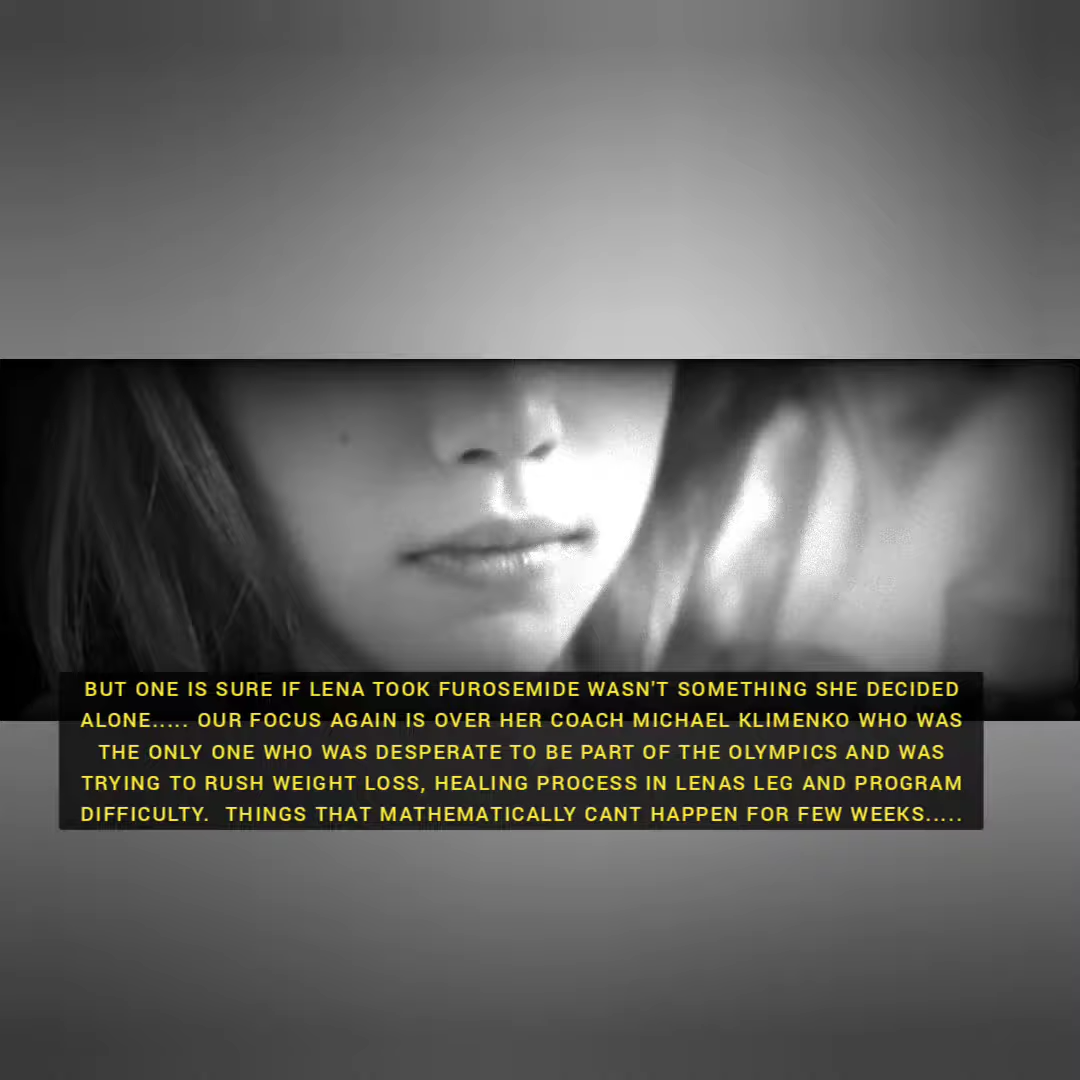 BUT ONE IS SURE IF LENA TOOK FUROSEMIDE WASN'T SOMETHING SHE DECIDED
ALONE..... OUR FOCUS AGAIN IS OVER HER COACH MICHAEL KLIMENKO WHO WAS
THE ONLY ONE WHO WAS DESPERATE TO BE PART OF THE OLYMPICS AND WAS
TRYING TO RUSH WEIGHT LOSS, HEALING PROCESS IN LENAS LEG AND PROGRAM
DIFFICULTY.  THINGS THAT MATHEMATICALLY CANT HAPPEN FOR FEW WEEKS.....